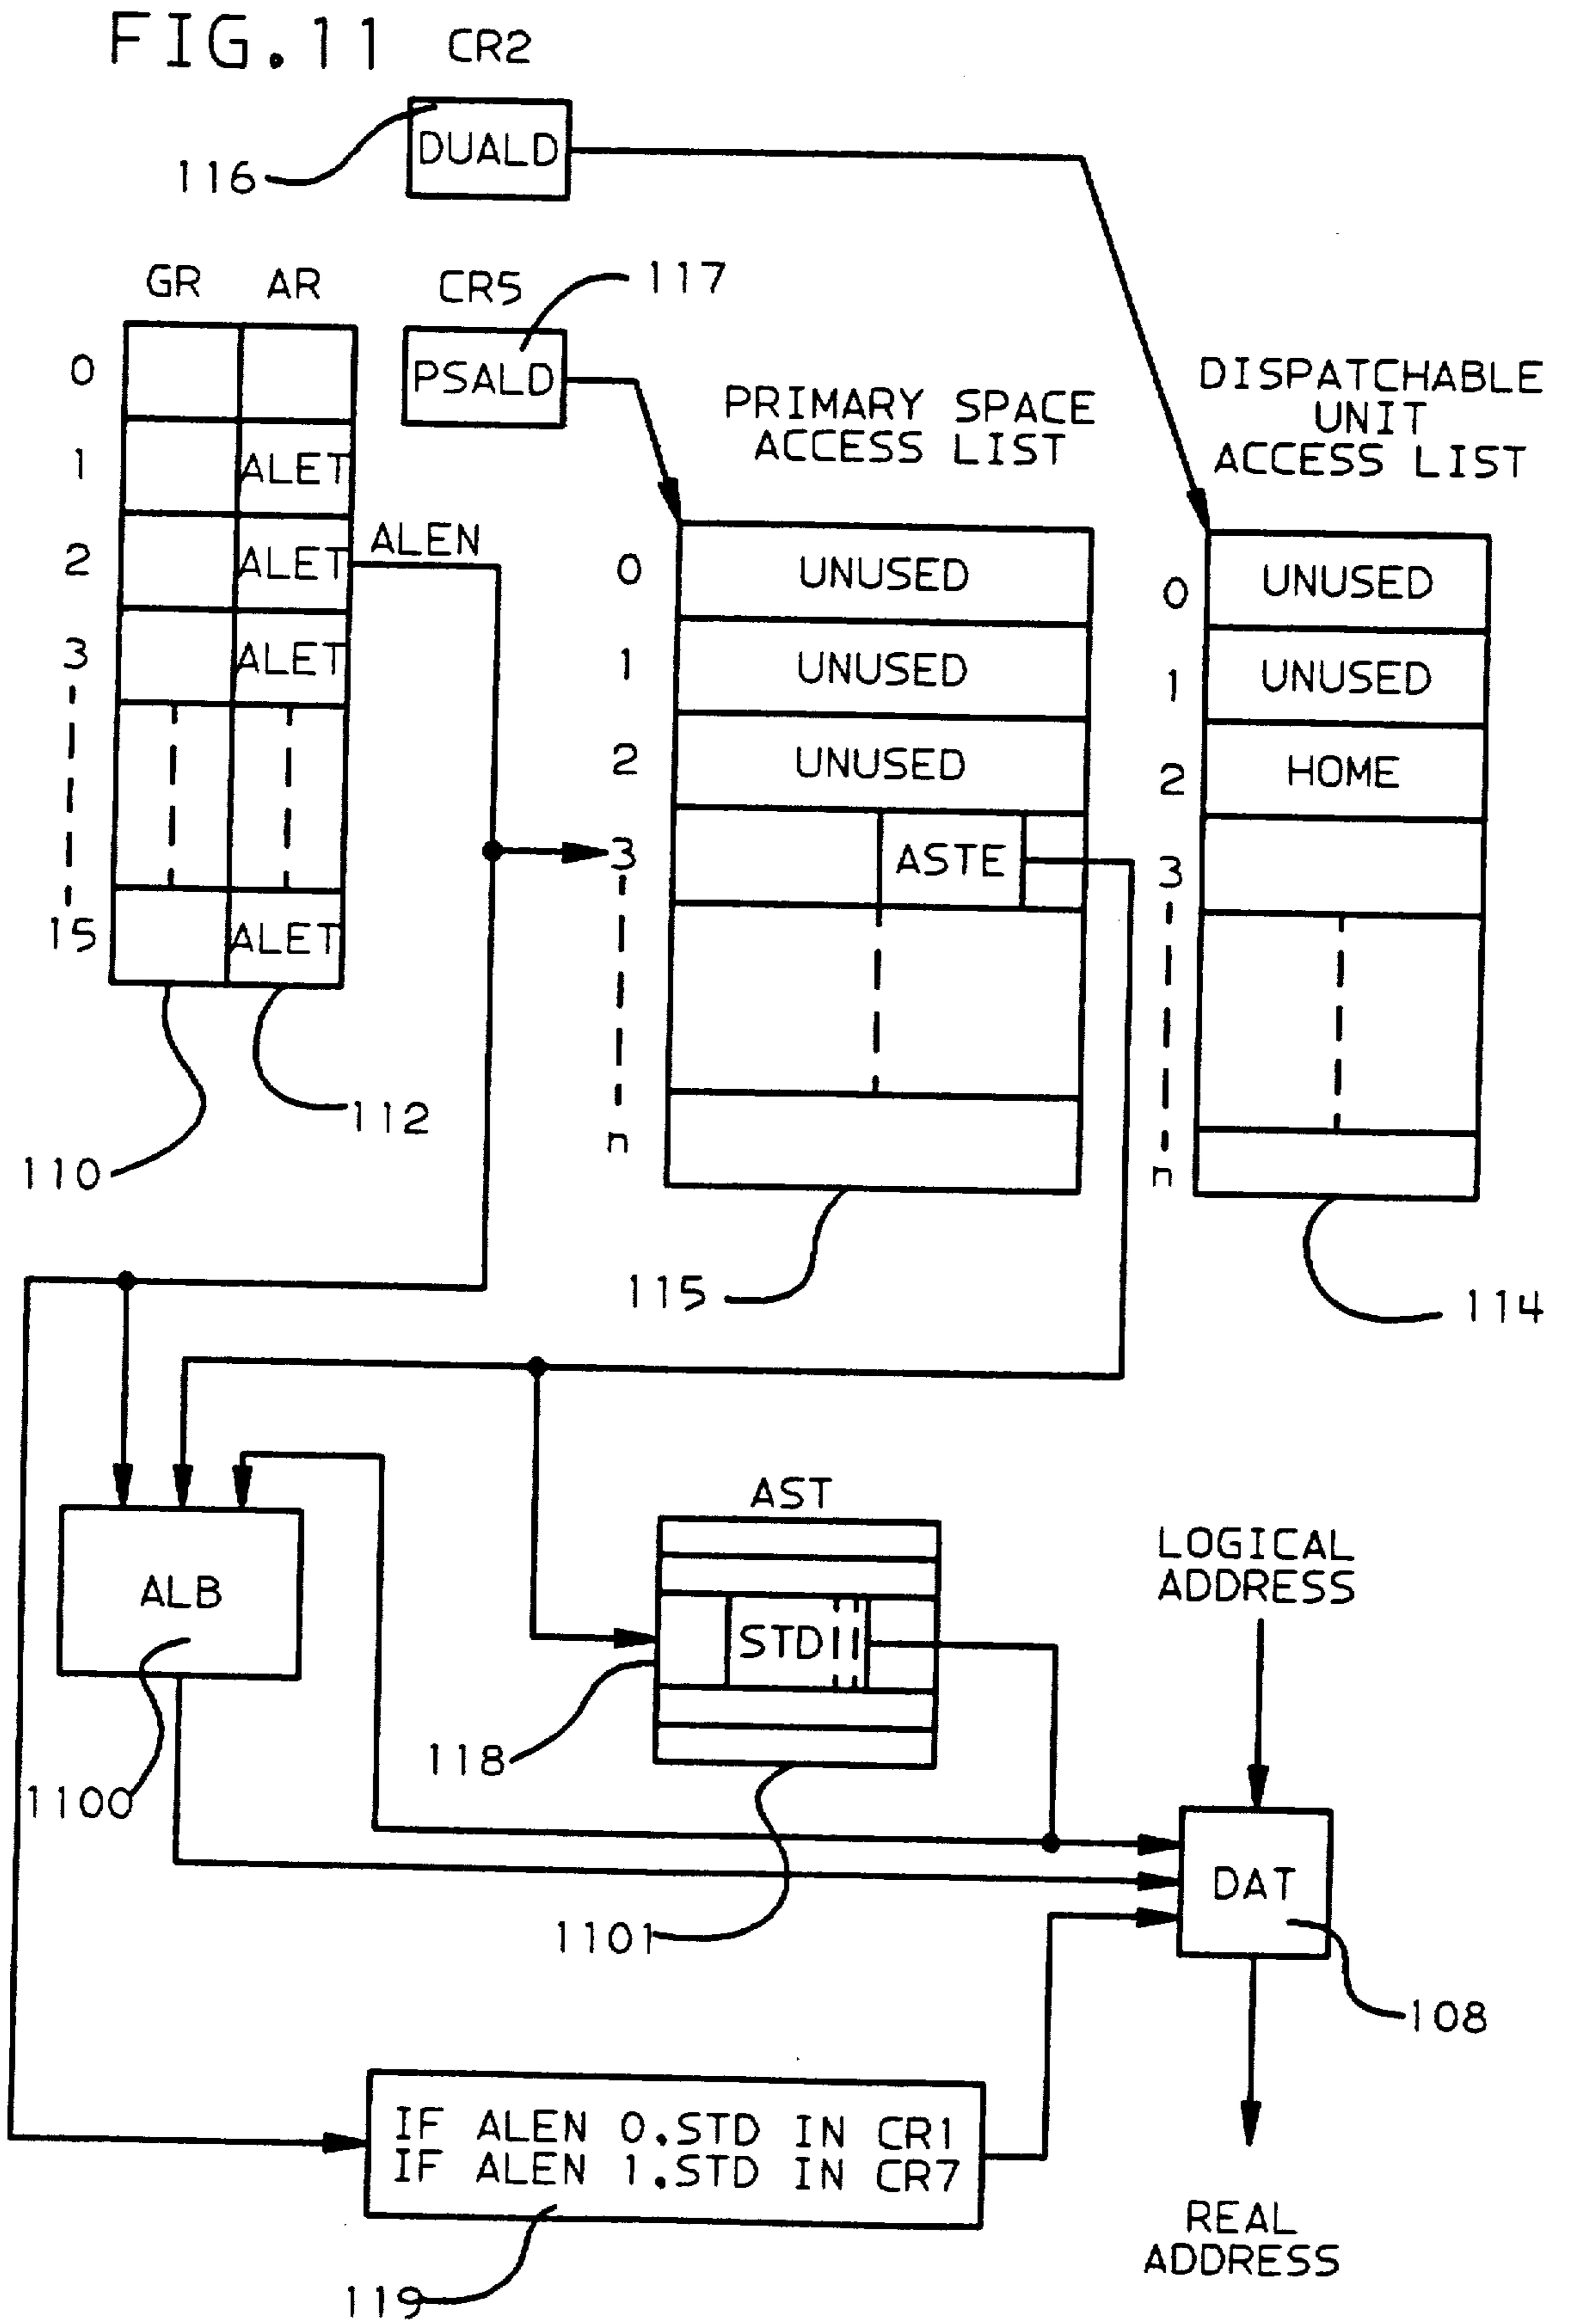 FIG.11
CR2
DUALD
116
GR AR
CR5
117
PSALD
0
1
2
3
15
ALET
ALET
ALET
ALET
ALEN
110
112
PRIMARY SPACE
ACCESS LIST
0
1
2
3
n
UNUSED
UNUSED
UNUSED
ASTE
115
DISPATCHABLE
UNIT
ACCESS LIST
0
1
2
3
n
UNUSED
UNUSED
HOME
114
ALB
1100
AST
STD
118
1101
LOGICAL
ADDRESS
DAT
108
IF ALEN 0.STD IN CR1
IF ALEN 1.STD IN CR7
119
REAL
ADDRESS